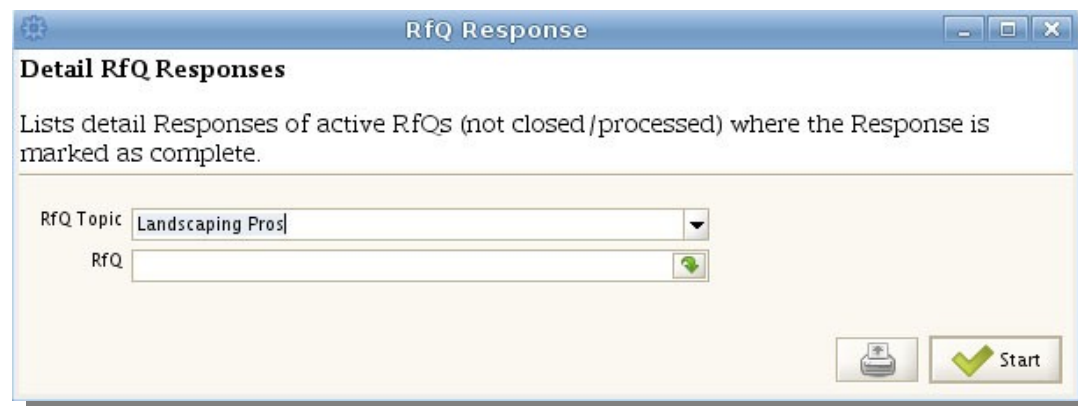 RfQ Response
Detail RfQ Responses
Lists detail Responses of active RfQs (not closed/processed) where the Response is
marked as complete.
RfQ Topic Landscaping Pros
RfQ
Start